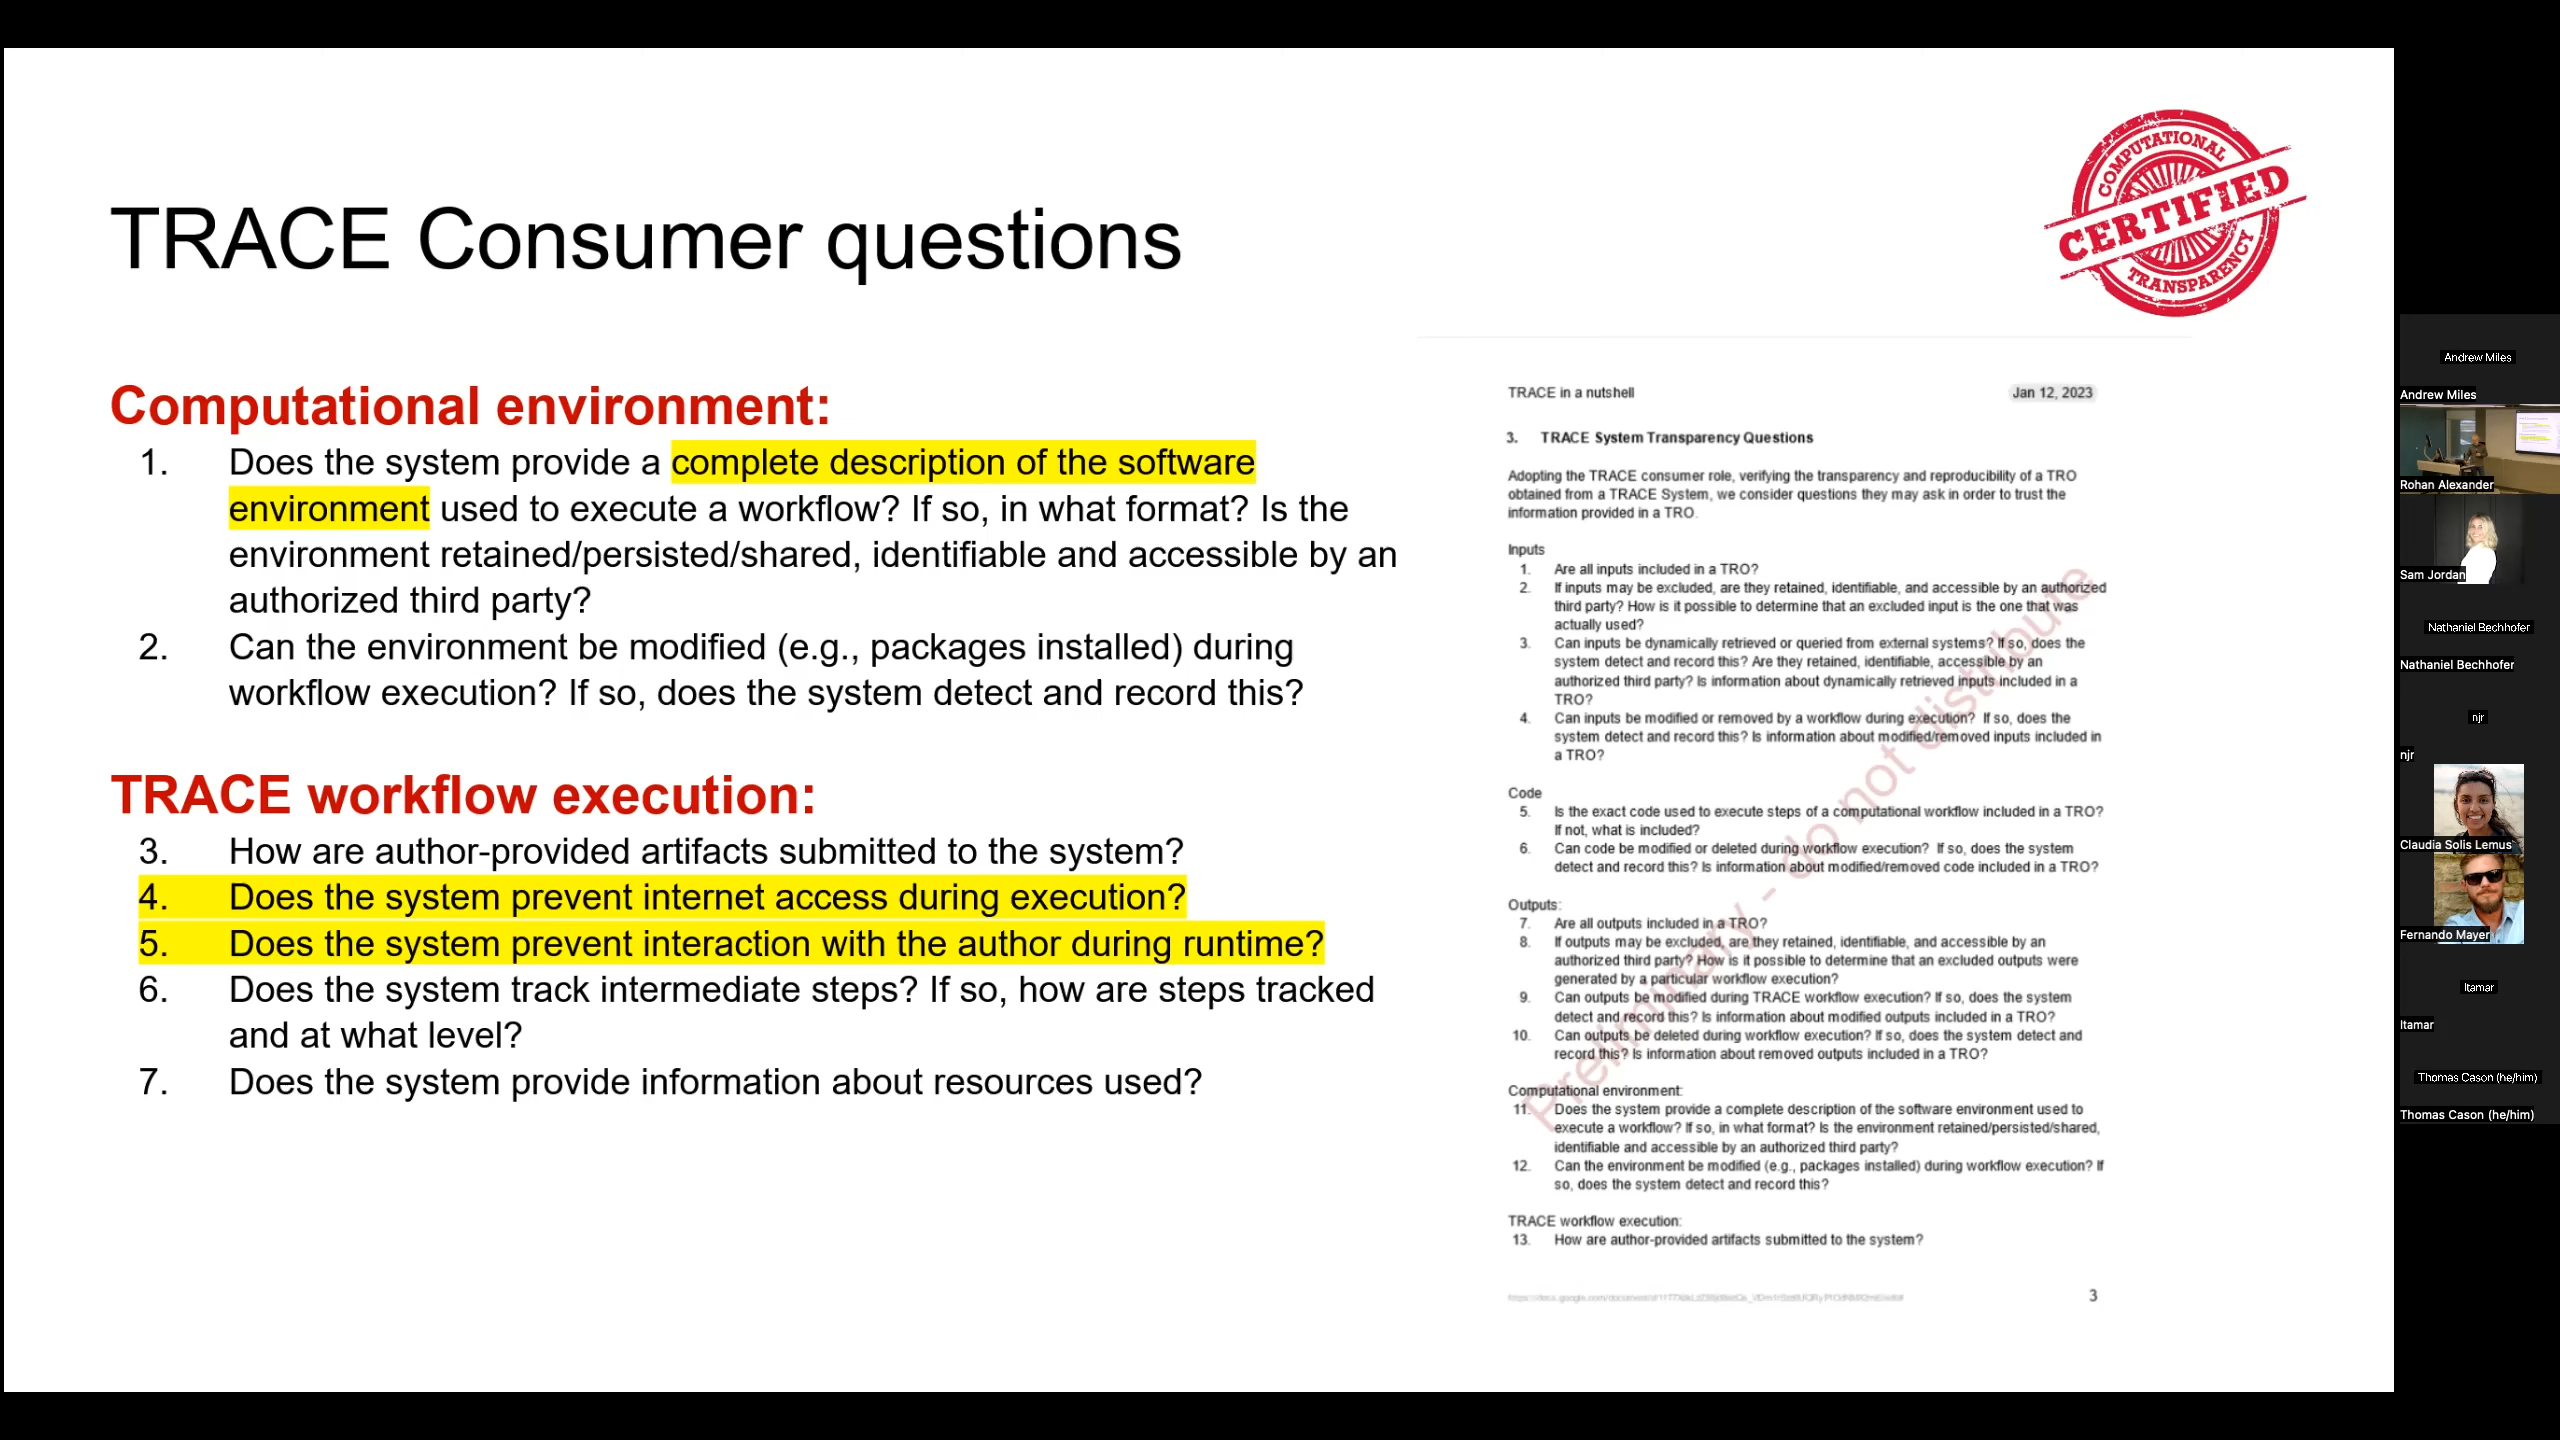 TRACE Consumer questions
COMPUTATIONAL
CERTIFIED
TRANSPARENCY
Computational environment:
1. Does the system provide a complete description of the software
environment used to execute a workflow? If so, in what format? Is the
environment retained/persisted/shared, identifiable and accessible by an
authorized third party?
2. Can the environment be modified (e.g., packages installed) during
workflow execution? If so, does the system detect and record this?
TRACE workflow execution:
3. How are author-provided artifacts submitted to the system?
4. Does the system prevent internet access during execution?
5. Does the system prevent interaction with the author during runtime?
6. Does the system track intermediate steps? If so, how are steps tracked
and at what level?
7. Does the system provide information about resources used?
TRACE in a nutshell
Jan 12, 2023
3. TRACE System Transparency Questions
Adopting the TRACE consumer role, verifying the transparency and reproducibility of a TRO
obtained from a TRACE System, we consider questions they may ask in order to trust the
information provided in a TRO.
Inputs
1. Are all inputs included in a TRO?
2. If inputs may be excluded, are they retained, identifiable, and accessible by an authorized
third party? How is it possible to determine that an excluded input is the one that was
actually used?
3. Can inputs be dynamically retrieved or queried from external systems? If so, does the
system detect and record this? Are they retained, identifiable, accessible by an
authorized third party? Is information about dynamically retrieved inputs included in a
TRO?
4. Can inputs be modified or removed by a workflow during execution? If so, does the
system detect and record this? Is information about modified/removed inputs included in
a TRO?
Code
5. Is the exact code used to execute steps of a computational workflow included in a TRO?
If not, what is included?
6. Can code be modified or deleted during workflow execution? If so, does the system
detect and record this? Is information about modified/removed code included in a TRO?
Outputs:
7. Are all outputs included in a TRO?
8. If outputs may be excluded, are they retained, identifiable, and accessible by an
authorized third party? How is it possible to determine that an excluded outputs were
generated by a particular workflow execution?
9. Can outputs be modified during TRACE workflow execution? If so, does the system
detect and record this? Is information about modified outputs included in a TRO?
10. Can outputs be deleted during workflow execution? If so, does the system detect and
record this? Is information about removed outputs included in a TRO?
Computational environment:
11. Does the system provide a complete description of the software environment used to
execute a workflow? If so, in what format? Is the environment retained/persisted/shared,
identifiable and accessible by an authorized third party?
12. Can the environment be modified (e.g., packages installed) during workflow execution? If
so, does the system detect and record this?
TRACE workflow execution:
13. How are author-provided artifacts submitted to the system?
3
Preliminary - do not distribute
Andrew Miles
Andrew Miles
Rohan Alexander
Sam Jordan
Nathaniel Bechhofer
Nathaniel Bechhofer
njr
njr
Claudia Solis Lemus
Fernando Mayer
Itamar
Itamar
Thomas Cason (he/him)
Thomas Cason (he/him)